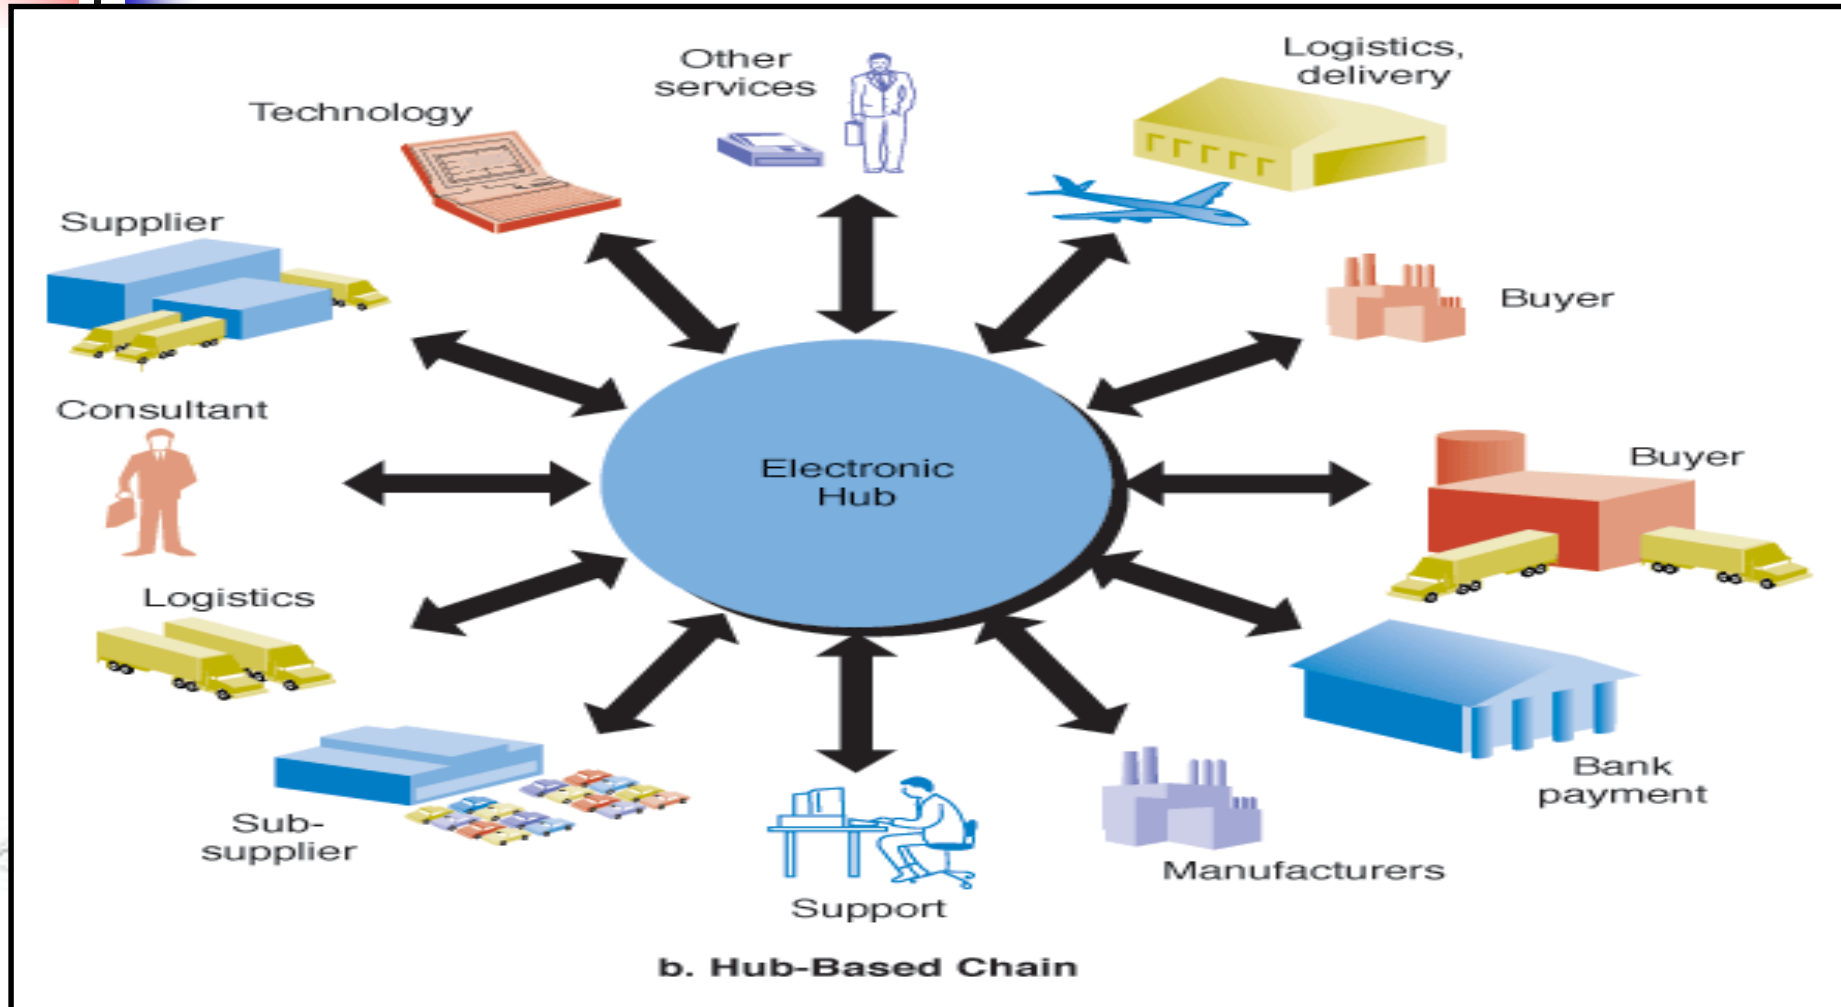 Other
services
Logistics,
delivery
Technology
Supplier
Buyer
Consultant
Buyer
Electronic
Hub
Logistics
Bank
payment
Sub-
supplier
Manufacturers
Support
b. Hub-Based Chain